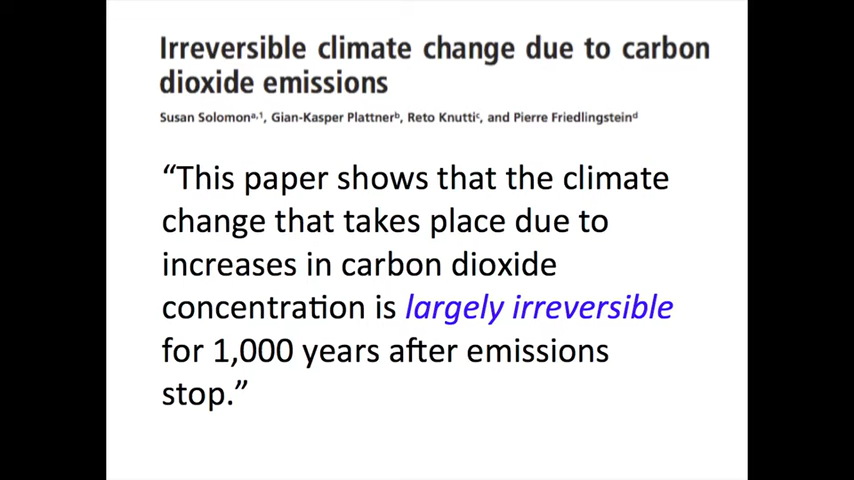 Irreversible climate change due to carbon
dioxide emissions
Susan Solomonᵃ,¹, Gian-Kasper Plattnerᵇ, Reto Knuttiᶜ, and Pierre Friedlingsteinᵈ
“This paper shows that the climate
change that takes place due to
increases in carbon dioxide
concentration is largely irreversible
for 1,000 years after emissions
stop.”